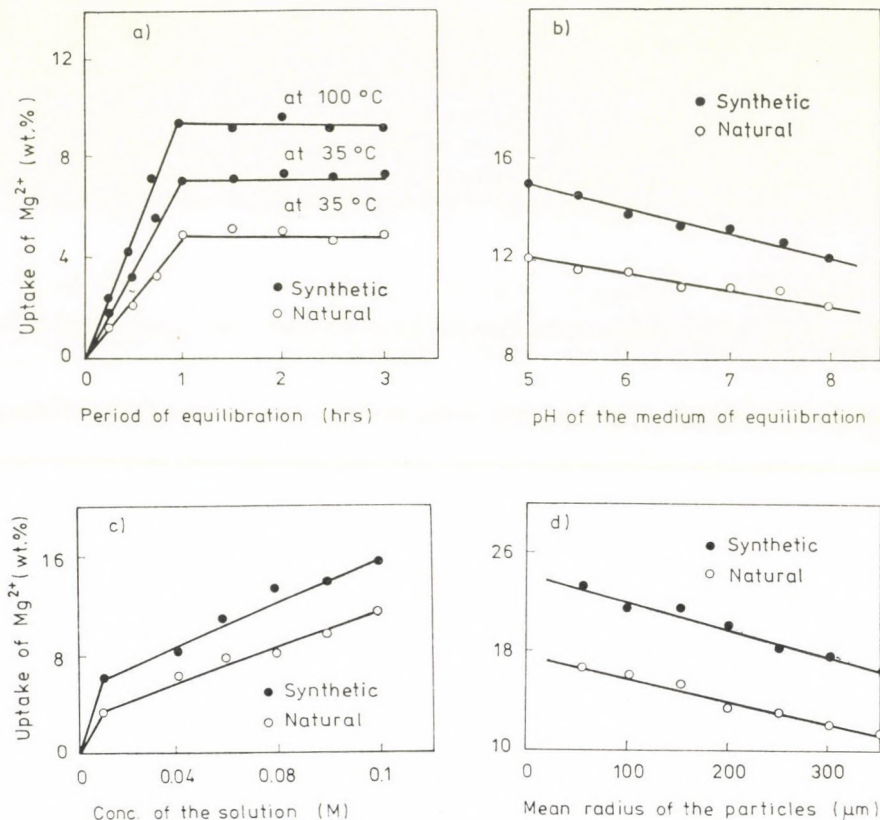 a)
12
8
4
0
0 1 2 3
Uptake of Mg²⁺ (wt.%)
Period of equilibration (hrs)
at 100 °C
at 35 °C
at 35 °C
● Synthetic
○ Natural
b)
16
12
8
5 6 7 8
pH of the medium of equilibration
● Synthetic
○ Natural
c)
16
8
0
0 0.04 0.08 0.1
Uptake of Mg²⁺(wt.%)
Conc. of the solution (M)
● Synthetic
○ Natural
d)
26
18
10
0 100 200 300
Mean radius of the particles (µm)
● Synthetic
○ Natural